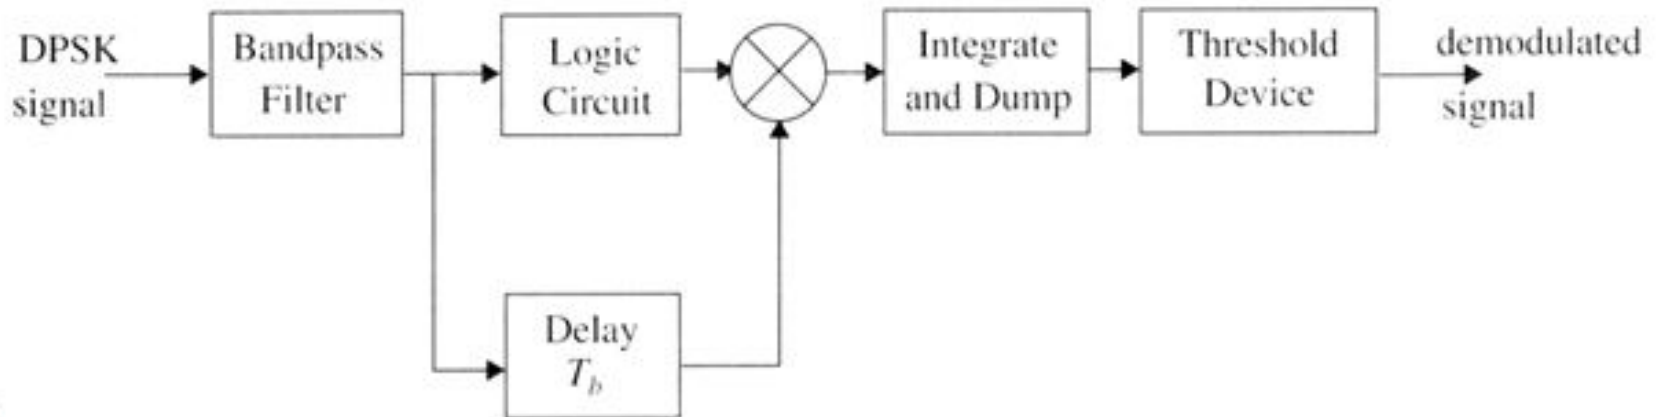 DPSK
signal
Bandpass
Filter
Logic
Circuit
Integrate
and Dump
Threshold
Device
demodulated
signal
Delay
T_b